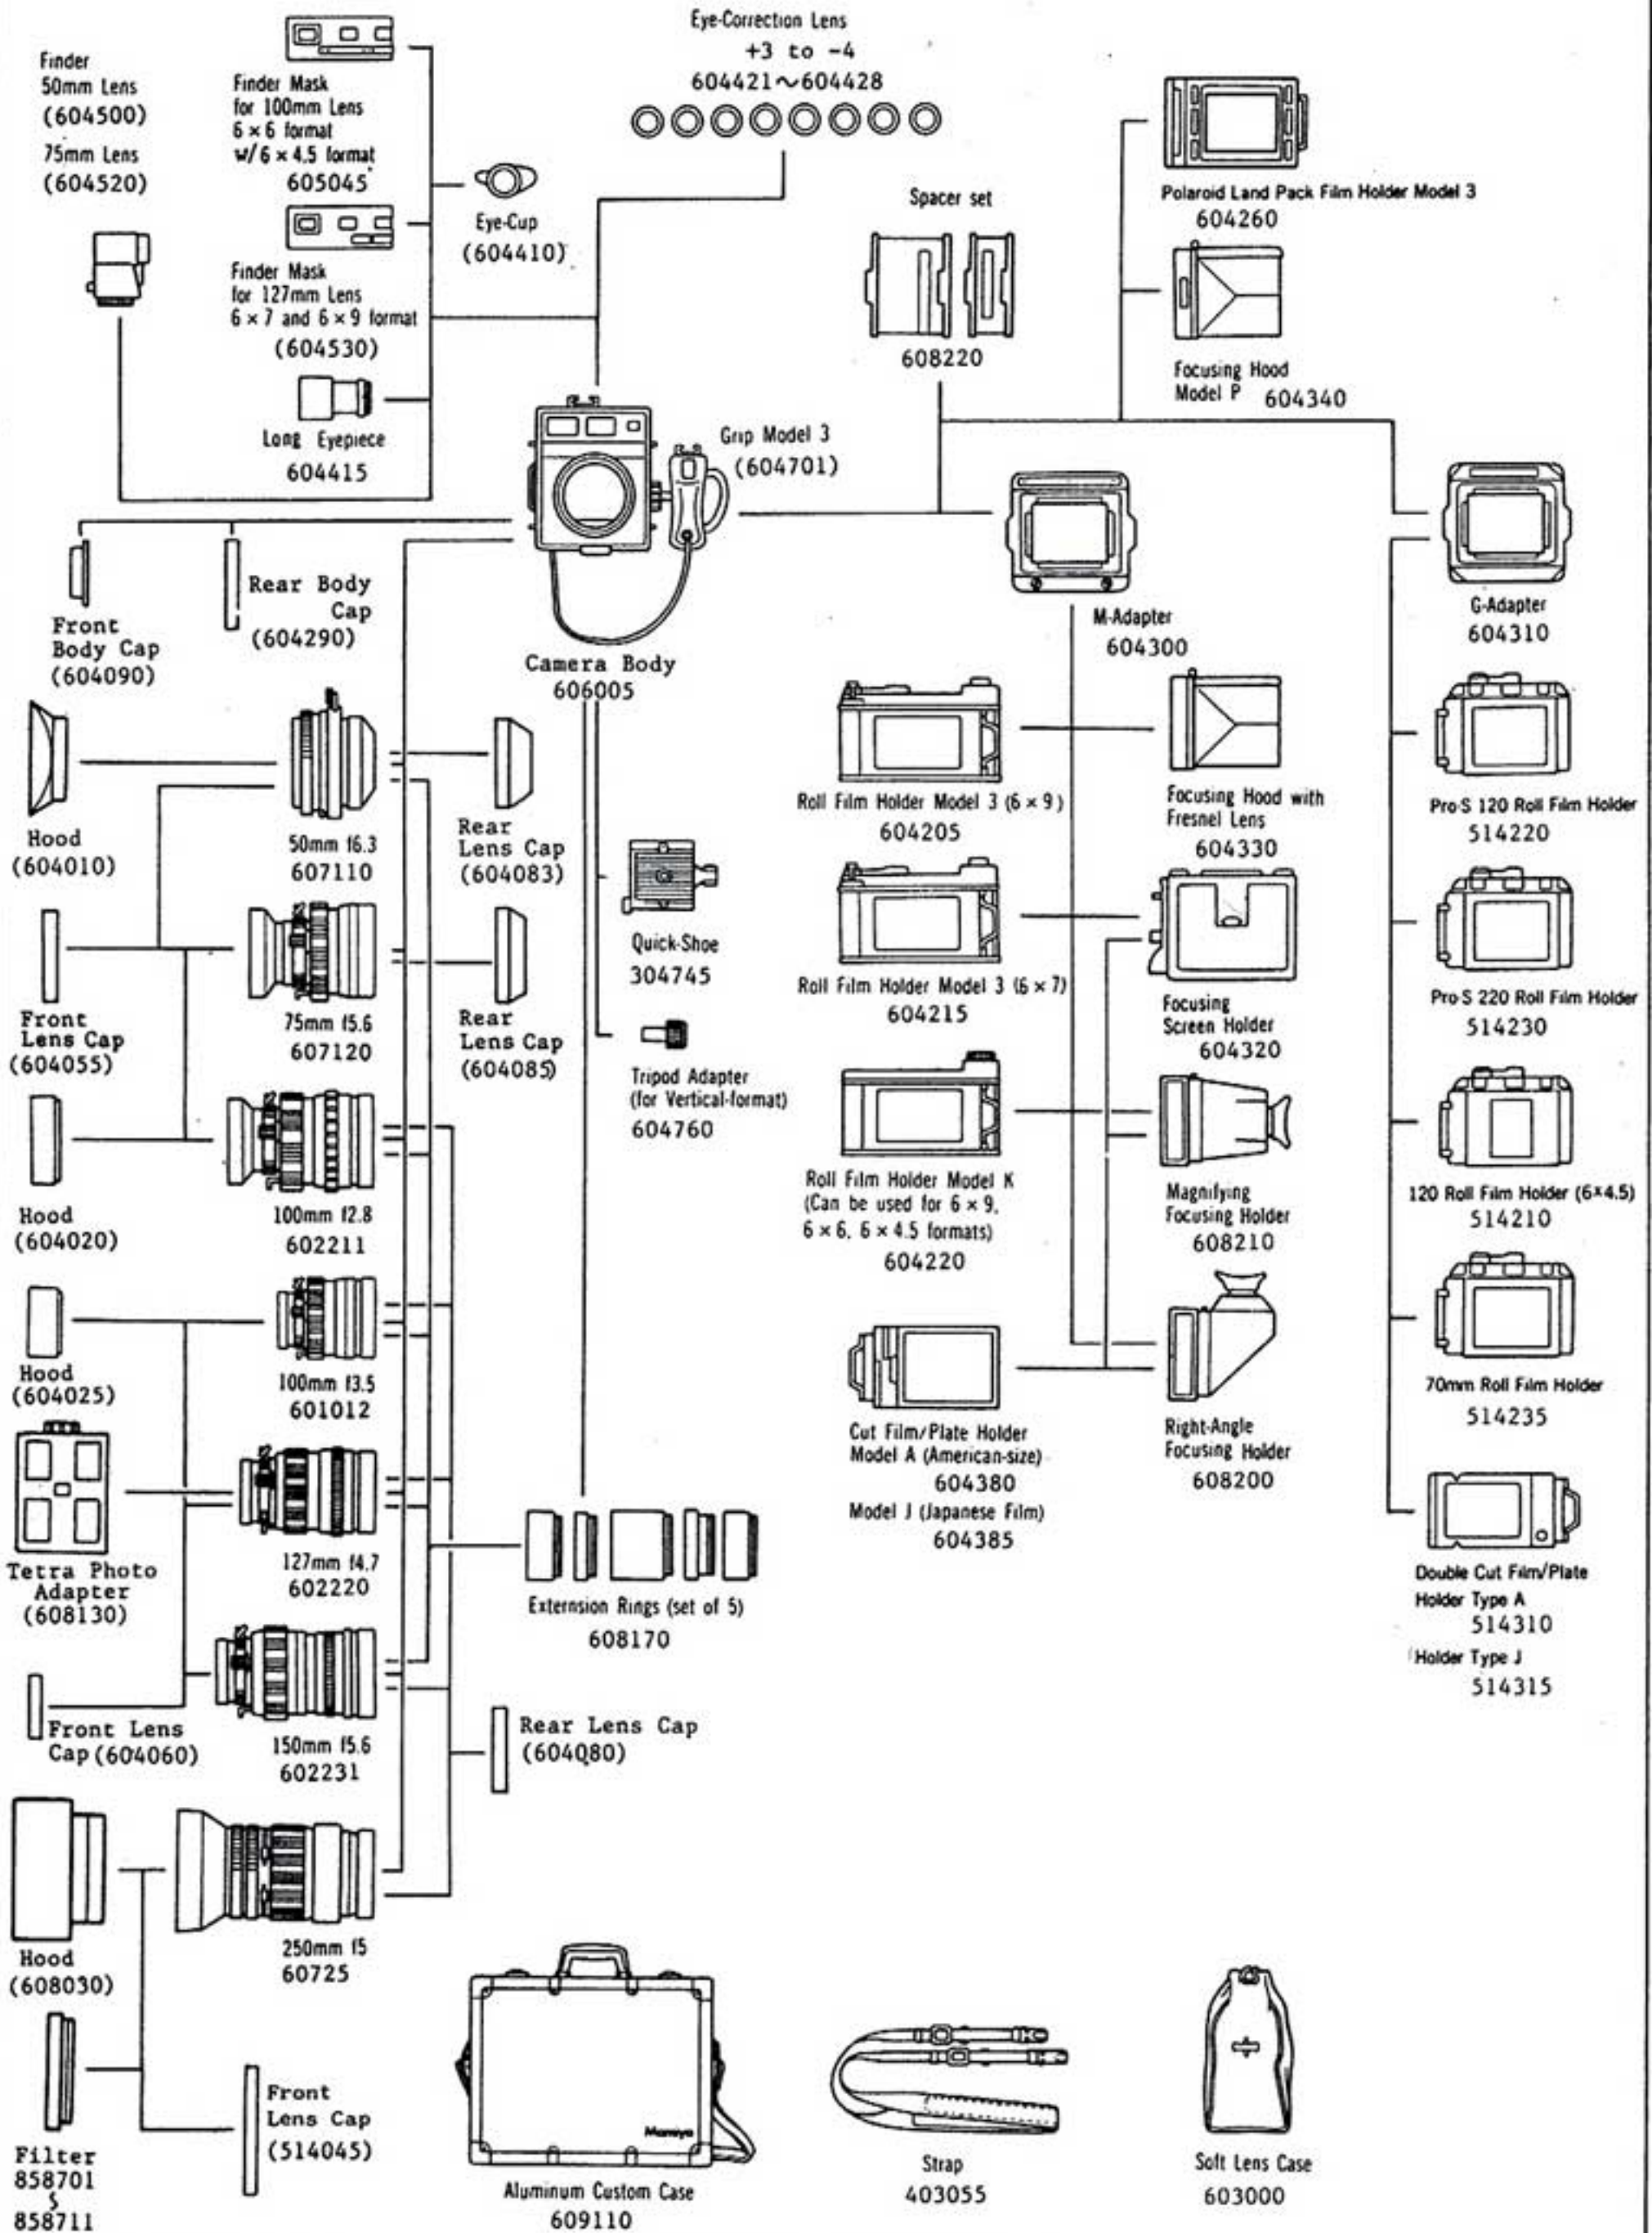 Finder
50mm Lens
(604500)
75mm Lens
(604520)
Finder Mask
for 100mm Lens
6 × 6 format
w/ 6 × 4.5 format
605045
Eye-Cup
(604410)
Finder Mask
for 127mm Lens
6 × 7 and 6 × 9 format
(604530)
Long Eyepiece
604415
Eye-Correction Lens
+3 to -4
604421~604428
Spacer set
608220
Polaroid Land Pack Film Holder Model 3
604260
Focusing Hood
Model P 604340
Grip Model 3
(604701)
Front
Body Cap
(604090)
Rear Body
Cap
(604290)
Camera Body
606005
M-Adapter
604300
G-Adapter
604310
Hood
(604010)
50mm f6.3
607110
Rear
Lens Cap
(604083)
Front
Lens Cap
(604055)
75mm f5.6
607120
Rear
Lens Cap
(604085)
Hood
(604020)
100mm f2.8
602211
Hood
(604025)
100mm f3.5
601012
Tetra Photo
Adapter
(608130)
127mm f4.7
602220
Front Lens
Cap (604060)
150mm f5.6
602231
Rear Lens Cap
(604080)
Hood
(608030)
250mm f5
60725
Filter
858701
∫
858711
Front
Lens Cap
(514045)
Quick-Shoe
304745
Tripod Adapter
(for Vertical-format)
604760
Externsion Rings (set of 5)
608170
Roll Film Holder Model 3 (6 × 9)
604205
Roll Film Holder Model 3 (6 × 7)
604215
Roll Film Holder Model K
(Can be used for 6 × 9,
6 × 6, 6 × 4.5 formats)
604220
Cut Film/Plate Holder
Model A (American-size)
604380
Model J (Japanese Film)
604385
Focusing Hood with
Fresnel Lens
604330
Focusing
Screen Holder
604320
Magnifying
Focusing Holder
608210
Right-Angle
Focusing Holder
608200
Pro-S 120 Roll Film Holder
514220
Pro-S 220 Roll Film Holder
514230
120 Roll Film Holder (6×4.5)
514210
70mm Roll Film Holder
514235
Double Cut Film/Plate
Holder Type A
514310
Holder Type J
514315
Mamiya
Aluminum Custom Case
609110
Strap
403055
Soft Lens Case
603000